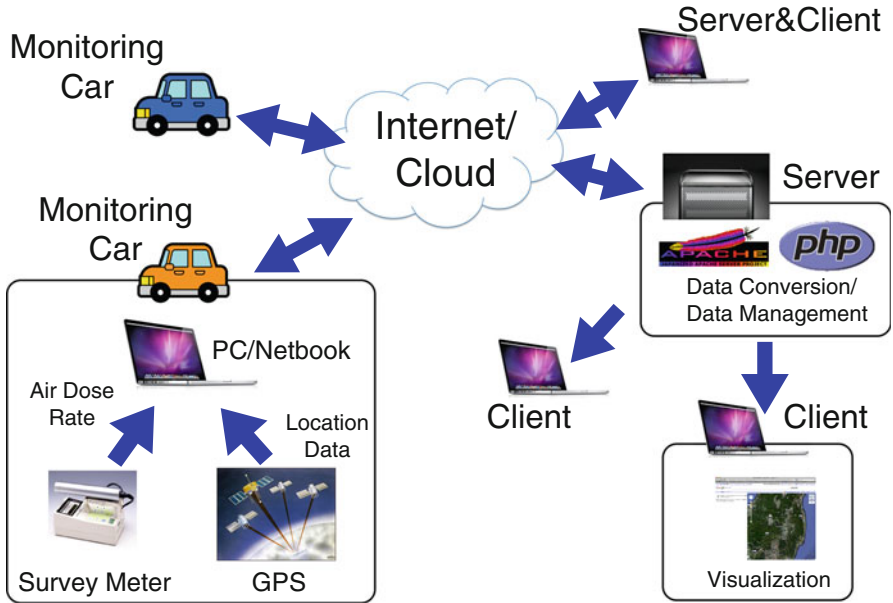 Monitoring
Car
Server&Client
Internet/
Cloud
Server
APACHE
php
Data Conversion/
Data Management
Monitoring
Car
PC/Netbook
Air Dose
Rate
Location
Data
Survey Meter
GPS
Client
Client
Visualization